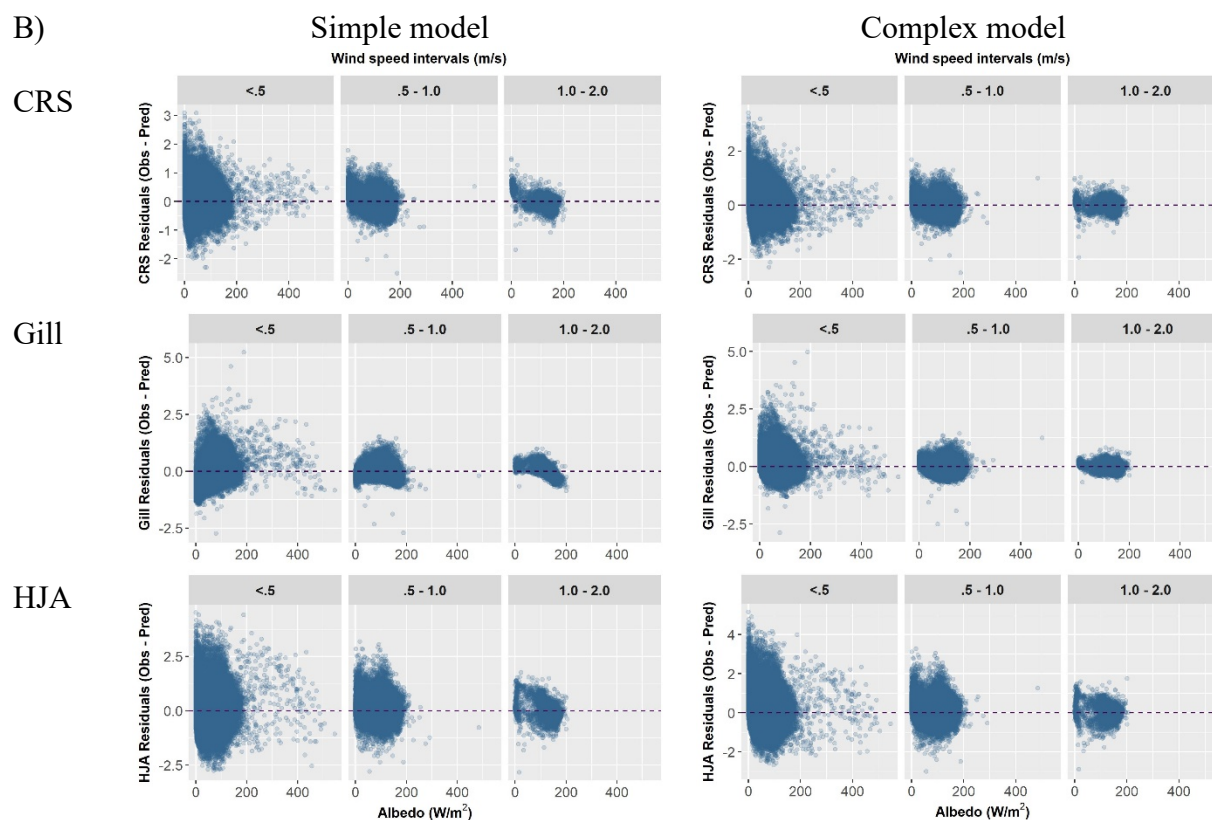 B) Simple model Complex model
Wind speed intervals (m/s) Wind speed intervals (m/s)
CRS
<.5 .5 - 1.0 1.0 - 2.0 <.5 .5 - 1.0 1.0 - 2.0
CRS Residuals (Obs - Pred)
3
2
1
0
-1
-2
0 200 400 0 200 400 0 200 400
CRS Residuals (Obs - Pred)
2
0
-2
0 200 400 0 200 400 0 200 400
Gill
<.5 .5 - 1.0 1.0 - 2.0 <.5 .5 - 1.0 1.0 - 2.0
Gill Residuals (Obs - Pred)
5.0
2.5
0.0
-2.5
0 200 400 0 200 400 0 200 400
Gill Residuals (Obs - Pred)
5.0
2.5
0.0
-2.5
0 200 400 0 200 400 0 200 400
HJA
<.5 .5 - 1.0 1.0 - 2.0 <.5 .5 - 1.0 1.0 - 2.0
HJA Residuals (Obs - Pred)
2.5
0.0
-2.5
0 200 400 0 200 400 0 200 400
HJA Residuals (Obs - Pred)
4
2
0
-2
0 200 400 0 200 400 0 200 400
Albedo (W/m²) Albedo (W/m²)